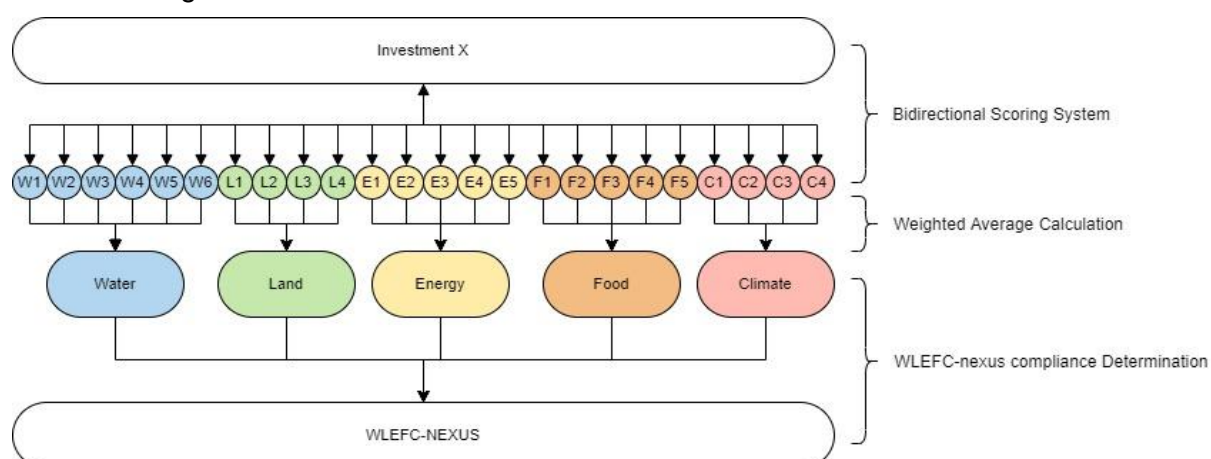 Investment X
Bidirectional Scoring System
W1 W2 W3 W4 W5 W6 L1 L2 L3 L4 E1 E2 E3 E4 E5 F1 F2 F3 F4 F5 C1 C2 C3 C4
Weighted Average Calculation
Water Land Energy Food Climate
WLEFC-nexus compliance Determination
WLEFC-NEXUS